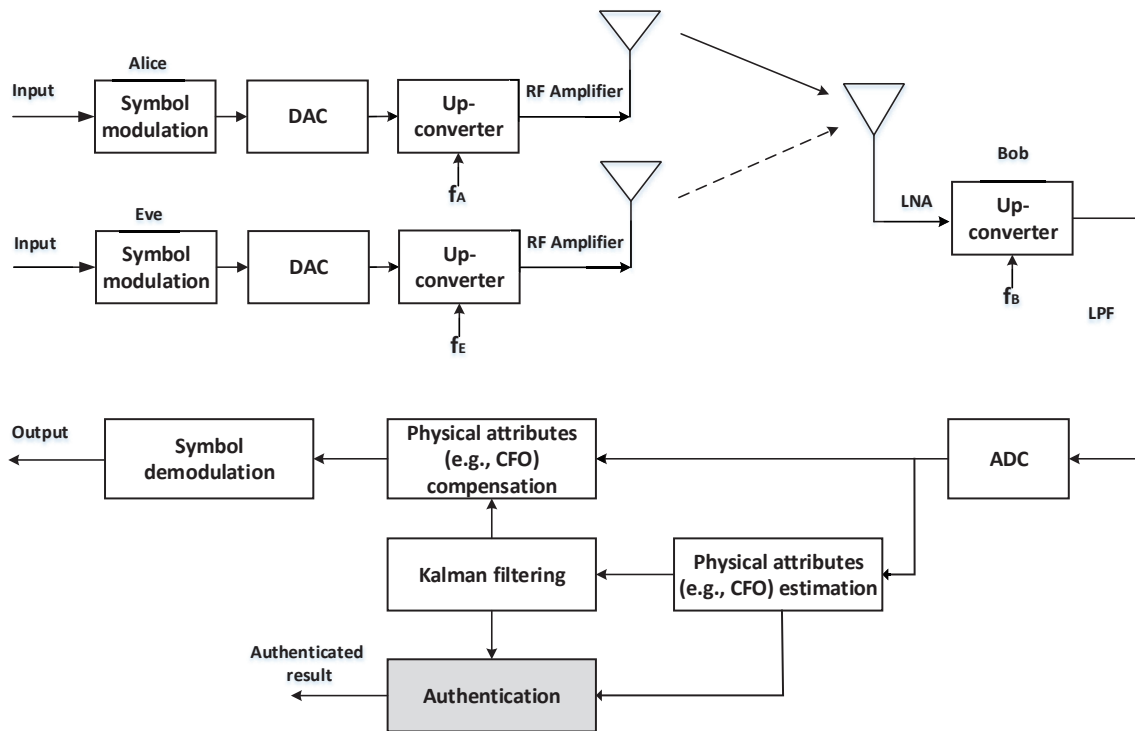 Alice
Input
Symbol
modulation
DAC
Up-
converter
RF Amplifier
fA
Eve
Input
Symbol
modulation
DAC
Up-
converter
RF Amplifier
fE
Bob
LNA
Up-
converter
fB
LPF
Output
Symbol
demodulation
Physical attributes
(e.g., CFO)
compensation
ADC
Kalman filtering
Physical attributes
(e.g., CFO) estimation
Authenticated
result
Authentication